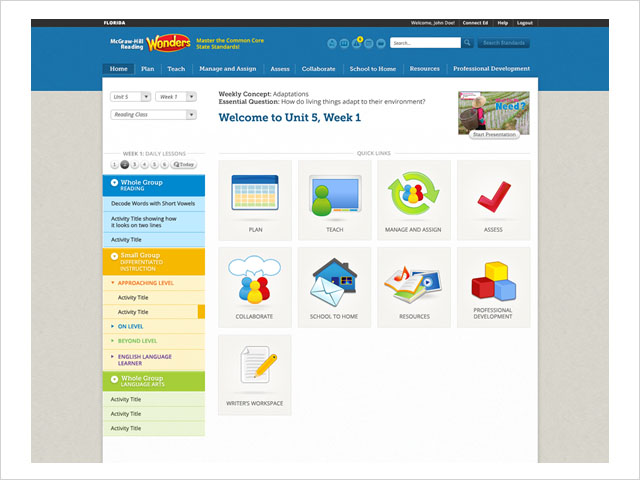 FLORIDA
Welcome, John Doe!
Connect Ed
Help
Logout
McGraw-Hill
Reading
Wonders
Master the Common Core
State Standards!
Search...
Search Standards
Home
Plan
Teach
Manage and Assign
Assess
Collaborate
School to Home
Resources
Professional Development
Unit 5
Week 1
Reading Class
Weekly Concept: Adaptations
Essential Question: How do living things adapt to their environment?
Welcome to Unit 5, Week 1
Need?
Start Presentation
WEEK 1: DAILY LESSONS
1
2
3
4
5
6
Today
Whole Group
READING
Decode Words with Short Vowels
Activity Title showing how
it looks on two lines
Activity Title
Small Group
DIFFERENTIATED
INSTRUCTION
APPROACHING LEVEL
Activity Title
Activity Title
ON LEVEL
BEYOND LEVEL
ENGLISH LANGUAGE
LEARNER
Whole Group
LANGUAGE ARTS
Activity Title
Activity Title
Activity Title
QUICK LINKS
PLAN
TEACH
MANAGE AND ASSIGN
ASSESS
COLLABORATE
SCHOOL TO HOME
RESOURCES
PROFESSIONAL
DEVELOPMENT
WRITER'S WORKSPACE